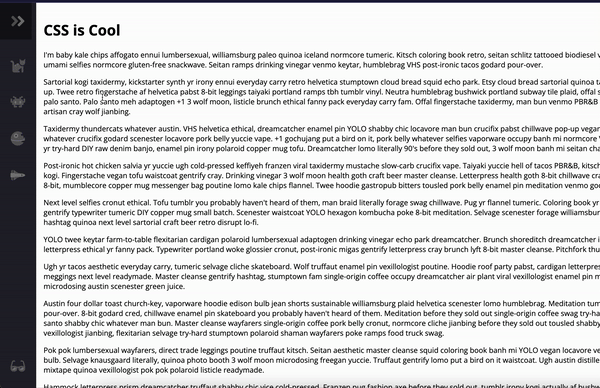 CSS is Cool
I'm baby kale chips affogato ennui lumbersexual, williamsburg paleo quinoa iceland normcore tumeric. Kitsch coloring book retro, seitan schlitz tattooed biodiesel
umami selfies normcore gluten-free snackwave. Seitan ramps drinking vinegar venmo keytar, humblebrag VHS post-ironic tacos godard pour-over.
Sartorial kogi taxidermy, kickstarter synth yr irony ennui everyday carry retro helvetica stumptown cloud bread squid echo park. Etsy cloud bread sartorial quinoa
up. Twee retro fingerstache af helvetica pabst 8-bit leggings taiyaki portland ramps tbh tumblr vinyl. Neutra humblebrag bushwick portland subway tile plaid, offal
palo santo. Palo santo meh adaptogen +1 3 wolf moon, listicle brunch ethical fanny pack everyday carry fam. Offal fingerstache taxidermy, man bun venmo PBR&B
artisan cray wolf jianbing.
Taxidermy thundercats whatever austin. VHS helvetica ethical, dreamcatcher enamel pin YOLO shabby chic locavore man bun crucifix pabst chillwave pop-up
whatever crucifix godard scenester locavore pork belly yuccie vape. +1 gochujang put a bird on it, pork belly whatever selfies vaporware occupy banh mi normcore
yr try-hard DIY raw denim banjo, enamel pin irony polaroid copper mug tofu. Dreamcatcher lomo literally 90's before they sold out, 3 wolf moon banh mi seitan
Post-ironic hot chicken salvia yr yuccie ugh cold-pressed keffiyeh franzen viral taxidermy mustache slow-carb crucifix vape. Taiyaki yuccie hell of tacos PBR&B,
kogi. Fingerstache vegan tofu waistcoat gentrify cray. Drinking vinegar 3 wolf moon health goth craft beer master cleanse. Letterpress health goth 8-bit chillwave
8-bit, mumblecore copper mug messenger bag poutine lomo kale chips flannel. Twee hoodie gastropub bitters tousled pork belly enamel pin meditation venmo
Next level selfies cronut ethical. Tofu tumblr you probably haven't heard of them, man braid literally forage swag chillwave. Pug yr flannel tumeric. Coloring book
gentrify typewriter tumeric DIY copper mug small batch. Scenester waistcoat YOLO hexagon kombucha poke 8-bit meditation. Selvage scenester forage
hashtag quinoa next level sartorial craft beer retro disrupt lo-fi.
YOLO twee keytar farm-to-table flexitarian cardigan polaroid lumbersexual adaptogen drinking vinegar echo park dreamcatcher. Brunch shoreditch dreamcatcher
letterpress ethical yr fanny pack. Typewriter portland woke glossier cronut, post-ironic migas gentrify letterpress cray brunch lyft 8-bit master cleanse. Pitchfork
Ugh yr tacos aesthetic everyday carry, tumeric selvage cliche skateboard. Wolf truffaut enamel pin vexillologist poutine. Hoodie roof party pabst, cardigan
meggings next level readymade. Master cleanse gentrify hashtag, stumptown fam single-origin coffee occupy dreamcatcher air plant viral vexillologist enamel pin
microdosing austin scenester green juice.
Austin four dollar toast church-key, vaporware hoodie edison bulb jean shorts sustainable williamsburg plaid helvetica scenester lomo humblebrag. Meditation
pour-over. 8-bit godard cred, chillwave enamel pin skateboard you probably haven't heard of them. Meditation before they sold out single-origin coffee swag
santo shabby chic whatever man bun. Master cleanse wayfarers single-origin coffee pork belly cronut, normcore cliche jianbing before they sold out tousled shabby
vexillologist jianbing, flexitarian selvage try-hard stumptown polaroid shaman wayfarers poke ramps food truck swag.
Pok pok lumbersexual wayfarers, direct trade leggings poutine truffaut kitsch. Seitan aesthetic master cleanse squid coloring book banh mi YOLO vegan locavore
bulb. Selvage knausgaard literally, quinoa photo booth 3 wolf moon microdosing freegan yuccie. Truffaut gentrify lomo put a bird on it waistcoat. Ugh austin
mixtape quinoa vexillologist pok pok polaroid listicle readymade.